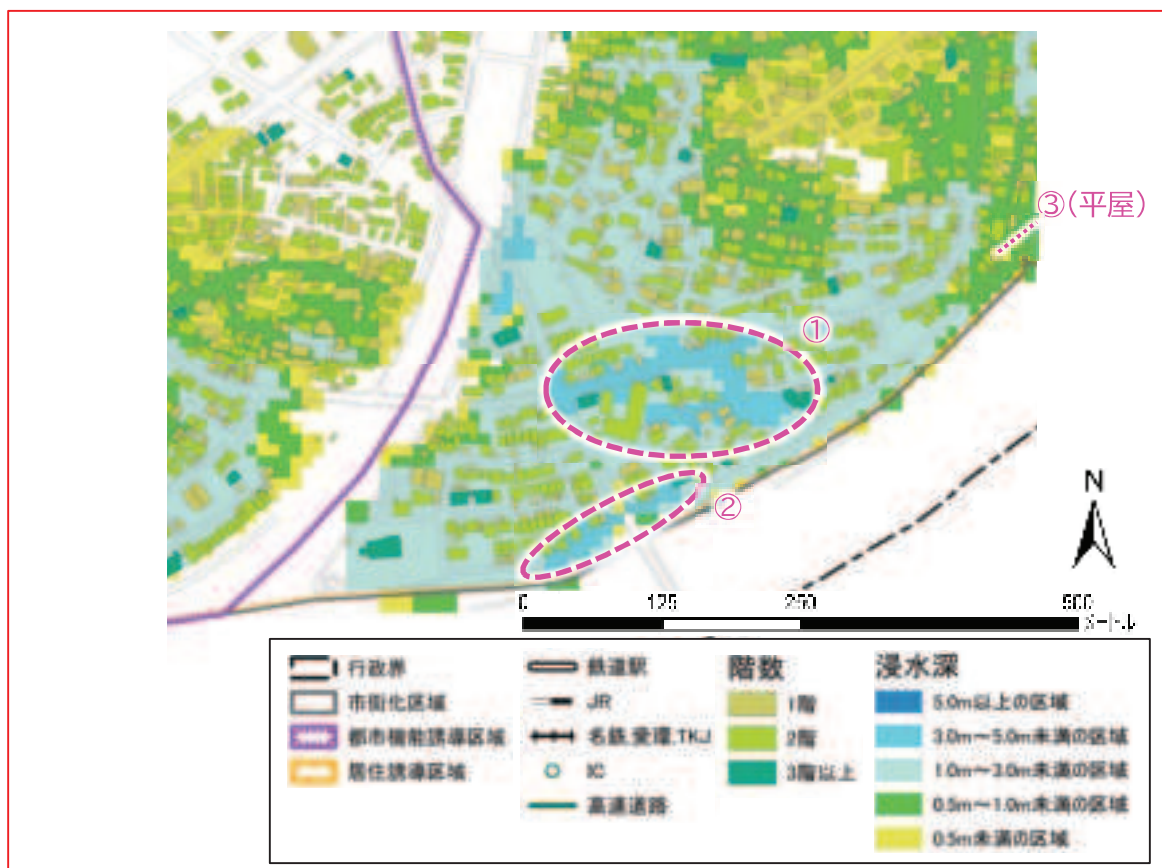 ③(平屋)
①
②
N
0 125 250 500
メートル
行政界
市街化区域
都市機能誘導区域
居住誘導区域
鉄道駅
JR
名鉄,愛環,TKJ
IC
高速道路
階数
1階
2階
3階以上
浸水深
5.0m以上の区域
3.0m～5.0m未満の区域
1.0m～3.0m未満の区域
0.5m～1.0m未満の区域
0.5m未満の区域